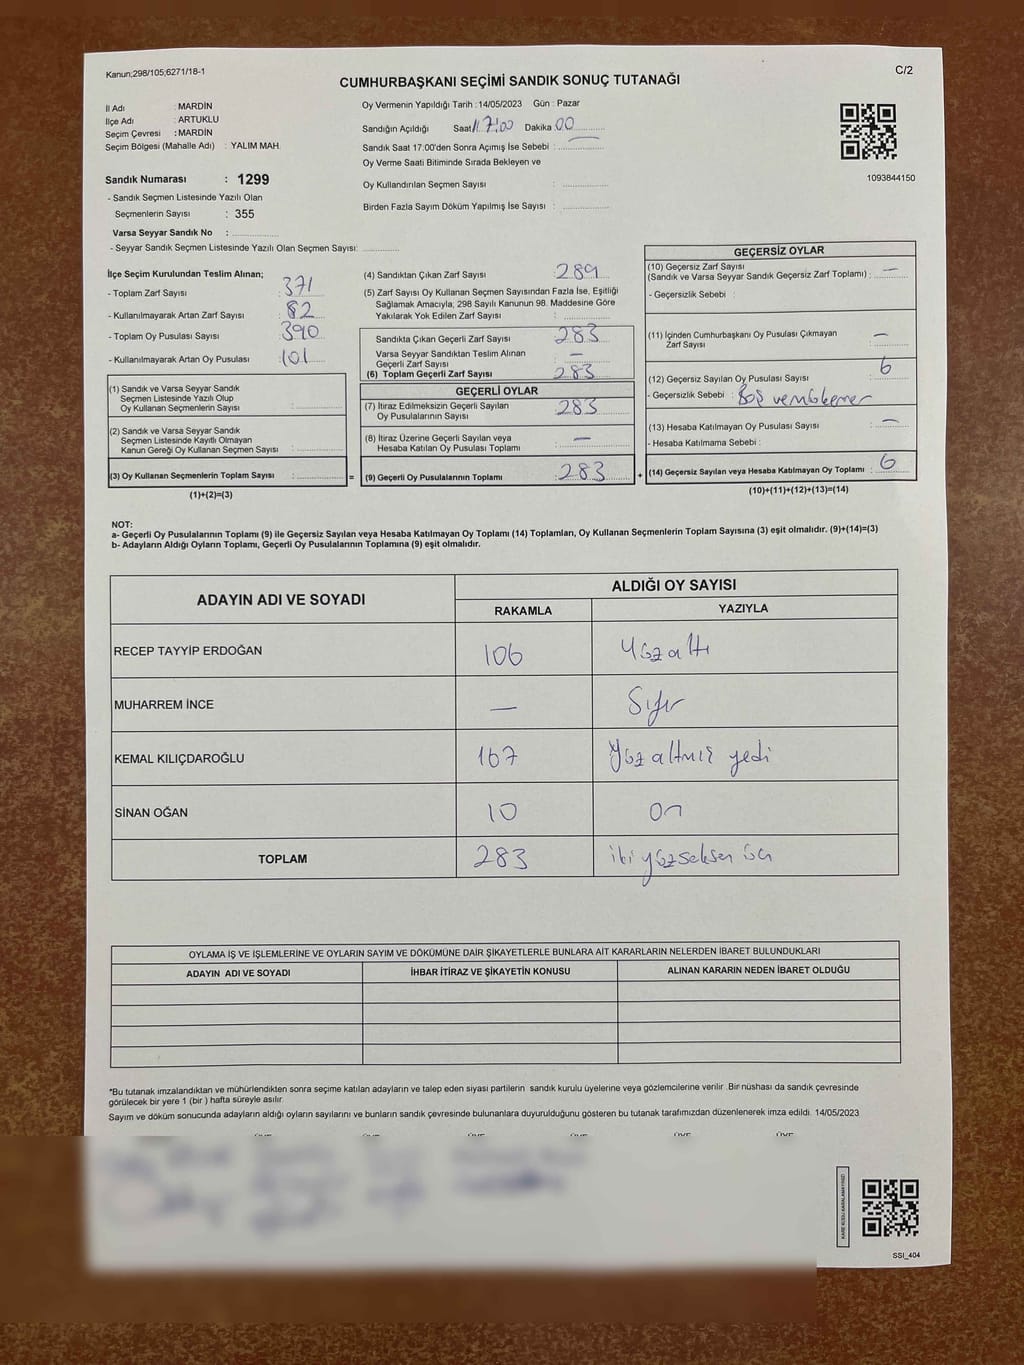 Kanun;298/105;6271/18-1
C/2
CUMHURBAŞKANI SEÇİMİ SANDIK SONUÇ TUTANAĞI
İl Adı : MARDİN
İlçe Adı : ARTUKLU
Seçim Çevresi : MARDİN
Seçim Bölgesi (Mahalle Adı) : YALIM MAH.
Oy Vermenin Yapıldığı Tarih : 14/05/2023 Gün : Pazar
Sandığın Açıldığı Saat 17:00 Dakika 00
Sandık Saat 17.00'den Sonra Açımış İse Sebebi :
Oy Verme Saati Bitiminde Sırada Bekleyen ve
Oy Kullandırılan Seçmen Sayısı :
Birden Fazla Sayım Döküm Yapılmış İse Sayısı :
1093844150
Sandık Numarası : 1299
- Sandık Seçmen Listesinde Yazılı Olan
Seçmenlerin Sayısı : 355
Varsa Seyyar Sandık No :
- Seyyar Sandık Seçmen Listesinde Yazılı Olan Seçmen Sayısı:
İlçe Seçim Kurulundan Teslim Alınan;
- Toplam Zarf Sayısı : 371
- Kullanılmayarak Artan Zarf Sayısı : 82
- Toplam Oy Pusulası Sayısı : 390
- Kullanılmayarak Artan Oy Pusulası : 101
(1) Sandık ve Varsa Seyyar Sandık
Seçmen Listesinde Yazılı Olup
Oy Kullanan Seçmenlerin Sayısı :
(2) Sandık ve Varsa Seyyar Sandık
Seçmen Listesinde Kayıtlı Olmayan
Kanun Gereği Oy Kullanan Seçmen Sayısı :
(3) Oy Kullanan Seçmenlerin Toplam Sayısı : =
(1)+(2)=(3)
(4) Sandıktan Çıkan Zarf Sayısı : 289
(5) Zarf Sayısı Oy Kullanan Seçmen Sayısından Fazla İse, Eşitliği
Sağlamak Amacıyla, 298 Sayılı Kanunun 98. Maddesine Göre
Yakılarak Yok Edilen Zarf Sayısı :
Sandıkta Çıkan Geçerli Zarf Sayısı : 283
Varsa Seyyar Sandıktan Teslim Alınan
Geçerli Zarf Sayısı : —
(6) Toplam Geçerli Zarf Sayısı : 283
GEÇERLİ OYLAR
(7) İtiraz Edilmeksizin Geçerli Sayılan
Oy Pusulalarının Sayısı : 283
(8) İtiraz Üzerine Geçerli Sayılan veya
Hesaba Katılan Oy Pusulası Toplamı : —
(9) Geçerli Oy Pusulalarının Toplamı : 283 +
GEÇERSİZ OYLAR
(10) Geçersiz Zarf Sayısı
(Sandık ve Varsa Seyyar Sandık Geçersiz Zarf Toplamı) : —
- Geçersizlik Sebebi :
(11) İçinden Cumhurbaşkanı Oy Pusulası Çıkmayan
Zarf Sayısı : —
(12) Geçersiz Sayılan Oy Pusulası Sayısı : 6
- Geçersizlik Sebebi : Boş ve
(13) Hesaba Katılmayan Oy Pusulası Sayısı : —
- Hesaba Katılmama Sebebi :
(14) Geçersiz Sayılan veya Hesaba Katılmayan Oy Toplamı : 6
(10)+(11)+(12)+(13)=(14)
NOT:
a- Geçerli Oy Pusulalarının Toplamı (9) ile Geçersiz Sayılan veya Hesaba Katılmayan Oy Toplamı (14) Toplamları, Oy Kullanan Seçmenlerin Toplam Sayısına (3) eşit olmalıdır. (9)+(14)=(3)
b- Adayların Aldığı Oyların Toplamı, Geçerli Oy Pusulalarının Toplamına (9) eşit olmalıdır.
ADAYIN ADI VE SOYADI ALDIĞI OY SAYISI
RAKAMLA YAZIYLA
RECEP TAYYİP ERDOĞAN 106 Yüzaltı
MUHARREM İNCE — Sıfır
KEMAL KILIÇDAROĞLU 167 Yüzaltmış yedi
SİNAN OĞAN 10 On
TOPLAM 283 iki yüzseksen üç
OYLAMA İŞ VE İŞLEMLERİNE VE OYLARIN SAYIM VE DÖKÜMÜNE DAİR ŞİKAYETLERLE BUNLARA AİT KARARLARIN NELERDEN İBARET BULUNDUKLARI
ADAYIN ADI VE SOYADI İHBAR İTİRAZ VE ŞİKAYETİN KONUSU ALINAN KARARIN NEDEN İBARET OLDUĞU
*Bu tutanak imzalandıktan ve mühürlendikten sonra seçime katılan adayların ve talep eden siyasi partilerin sandık kurulu üyelerine veya gözlemcilerine verilir .Bir nüshası da sandık çevresinde
görülecek bir yere 1 (bir ) hafta süreyle asılır.
Sayım ve döküm sonucunda adayların aldığı oyların sayılarını ve bunların sandık çevresinde bulunanlara duyurulduğunu gösteren bu tutanak tarafımızdan düzenlenerek imza edildi. 14/05/2023
SSI_404